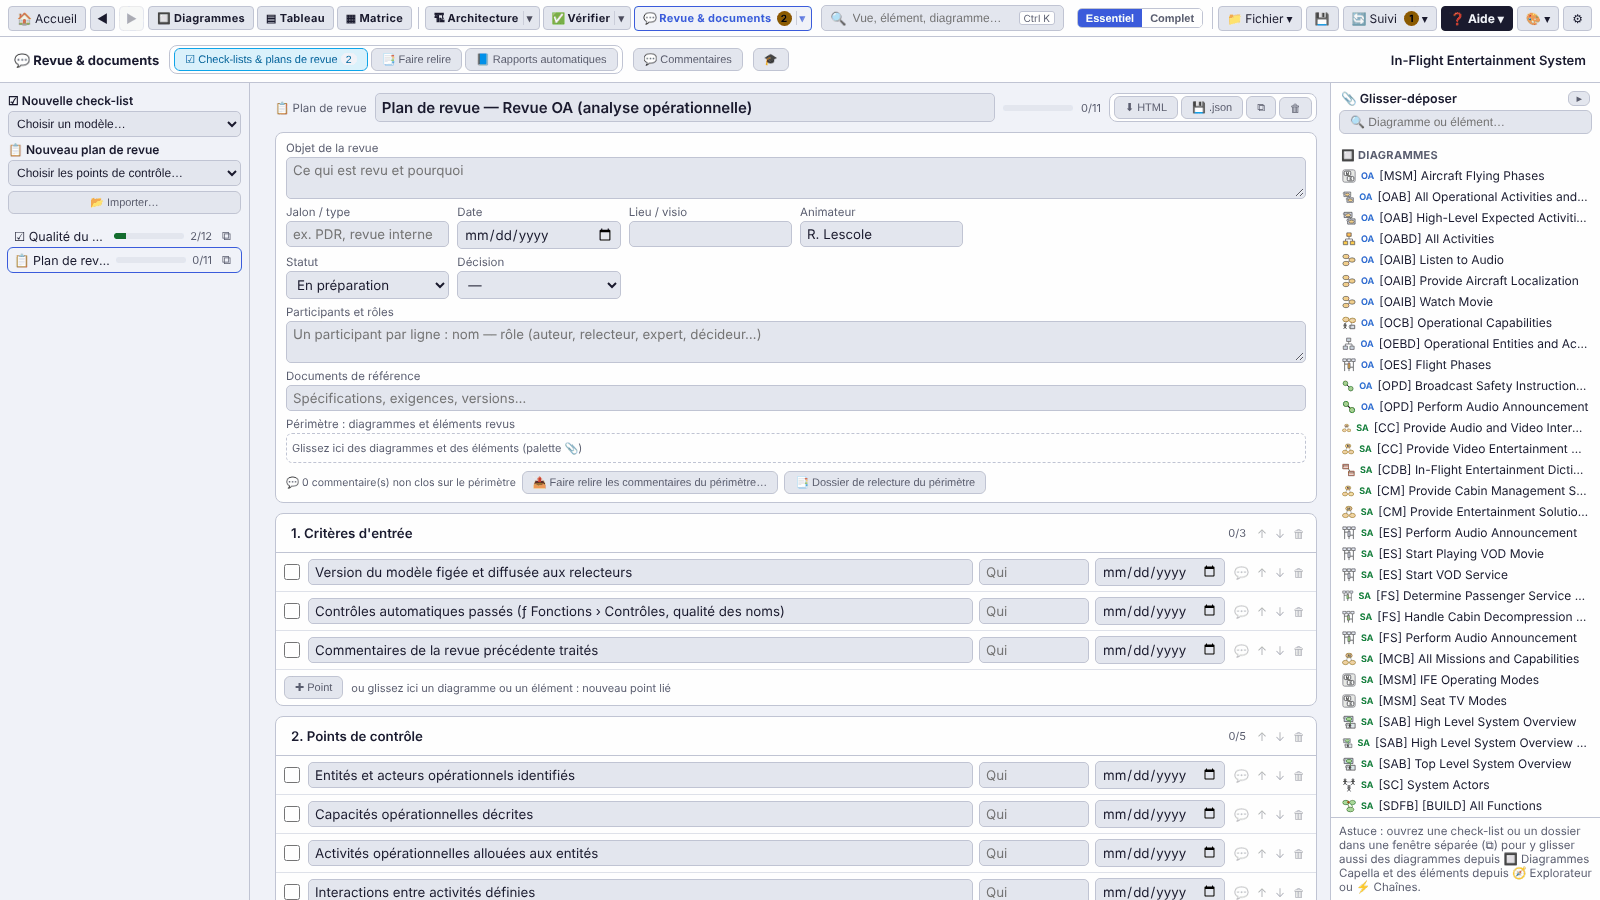 🏠 Accueil ◀ ▶ 🔲 Diagrammes ▤ Tableau ▦ Matrice 🏗 Architecture ▾ ✅ Vérifier ▾ 💬 Revue & documents 2 ▾ 🔍 Vue, élément, diagramme… Ctrl K Essentiel Complet 📁 Fichier ▾ 💾 🔄 Suivi 1 ▾ ❓ Aide ▾ 🎨 ▾ ⚙
💬 Revue & documents ☑ Check-lists & plans de revue 2 📑 Faire relire 📘 Rapports automatiques 💬 Commentaires 🎓 In-Flight Entertainment System
☑ Nouvelle check-list
Choisir un modèle…
📋 Nouveau plan de revue
Choisir les points de contrôle…
📂 Importer…
☑ Qualité du ... 2/12
📋 Plan de rev... 0/11
📋 Plan de revue Plan de revue — Revue OA (analyse opérationnelle) 0/11 ⬇ HTML 💾 .json
Objet de la revue
Ce qui est revu et pourquoi
Jalon / type Date Lieu / visio Animateur
ex. PDR, revue interne mm/dd/yyyy R. Lescole
Statut Décision
En préparation —
Participants et rôles
Un participant par ligne : nom — rôle (auteur, relecteur, expert, décideur…)
Documents de référence
Spécifications, exigences, versions…
Périmètre : diagrammes et éléments revus
Glissez ici des diagrammes et des éléments (palette 📎)
💬 0 commentaire(s) non clos sur le périmètre 📤 Faire relire les commentaires du périmètre… 📑 Dossier de relecture du périmètre
1. Critères d'entrée 0/3
Version du modèle figée et diffusée aux relecteurs Qui mm/dd/yyyy
Contrôles automatiques passés (ƒ Fonctions › Contrôles, qualité des noms) Qui mm/dd/yyyy
Commentaires de la revue précédente traités Qui mm/dd/yyyy
➕ Point ou glissez ici un diagramme ou un élément : nouveau point lié
2. Points de contrôle 0/5
Entités et acteurs opérationnels identifiés Qui mm/dd/yyyy
Capacités opérationnelles décrites Qui mm/dd/yyyy
Activités opérationnelles allouées aux entités Qui mm/dd/yyyy
Interactions entre activités définies Qui mm/dd/yyyy
📎 Glisser-déposer ▸
🔍 Diagramme ou élément…
🔲 DIAGRAMMES
OA [MSM] Aircraft Flying Phases
OA [OAB] All Operational Activities and...
OA [OAB] High-Level Expected Activiti...
OA [OABD] All Activities
OA [OAIB] Listen to Audio
OA [OAIB] Provide Aircraft Localization
OA [OAIB] Watch Movie
OA [OCB] Operational Capabilities
OA [OEBD] Operational Entities and Ac...
OA [OES] Flight Phases
OA [OPD] Broadcast Safety Instruction...
OA [OPD] Perform Audio Announcement
SA [CC] Provide Audio and Video Inter...
SA [CC] Provide Video Entertainment ...
SA [CDB] In-Flight Entertainment Dicti...
SA [CM] Provide Cabin Management S...
SA [CM] Provide Entertainment Solutio...
SA [ES] Perform Audio Announcement
SA [ES] Start Playing VOD Movie
SA [ES] Start VOD Service
SA [FS] Determine Passenger Service ...
SA [FS] Handle Cabin Decompression ...
SA [FS] Perform Audio Announcement
SA [MCB] All Missions and Capabilities
SA [MSM] IFE Operating Modes
SA [MSM] Seat TV Modes
SA [SAB] High Level System Overview
SA [SAB] High Level System Overview ...
SA [SAB] Top Level System Overview
SA [SC] System Actors
SA [SDFB] [BUILD] All Functions
Astuce : ouvrez une check-list ou un dossier
dans une fenêtre séparée (⧉) pour y glisser
aussi des diagrammes depuis 🔲 Diagrammes
Capella et des éléments depuis 🧭 Explorateur
ou ⚡ Chaînes.